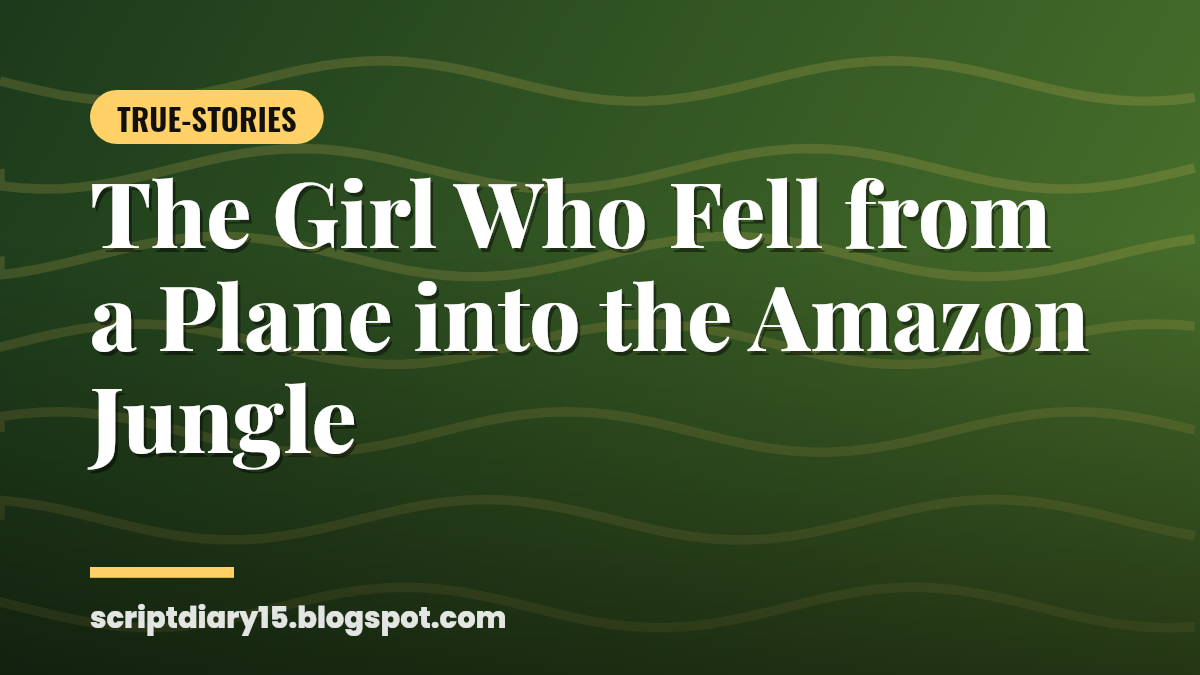 TRUE-STORIES
The Girl Who Fell from
a Plane into the Amazon
Jungle
scriptdiary15.blogspot.com